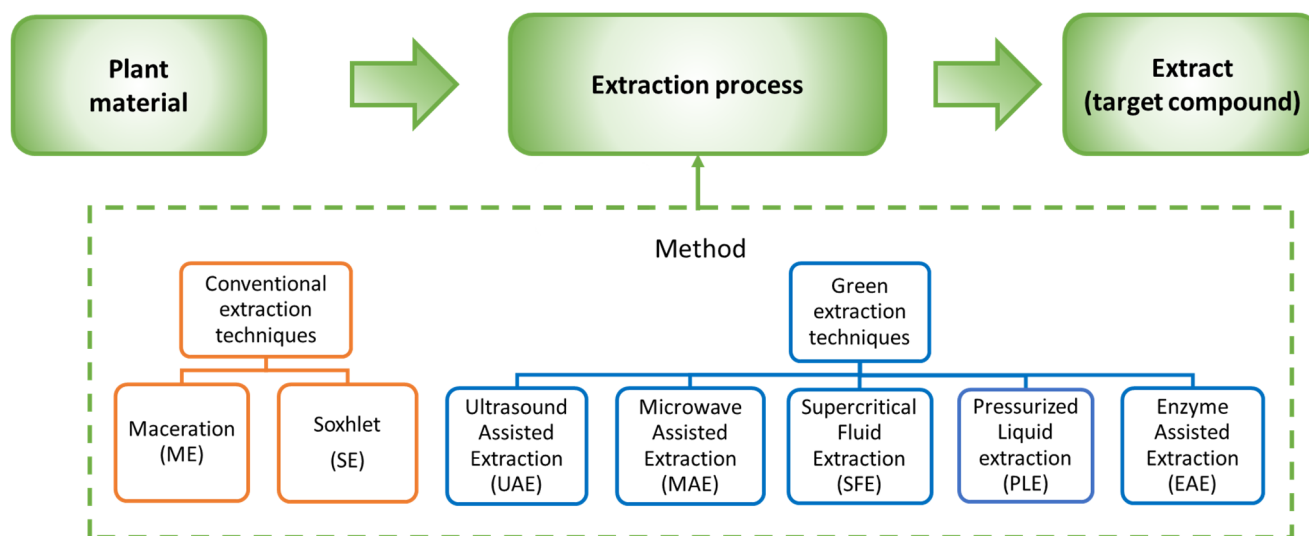 Plant
material
Extraction process
Extract
(target compound)
Method
Conventional
extraction
techniques
Green
extraction
techniques
Maceration
(ME)
Soxhlet
(SE)
Ultrasound
Assisted
Extraction
(UAE)
Microwave
Assisted
Extraction
(MAE)
Supercritical
Fluid
Extraction
(SFE)
Pressurized
Liquid
extraction
(PLE)
Enzyme
Assisted
Extraction
(EAE)